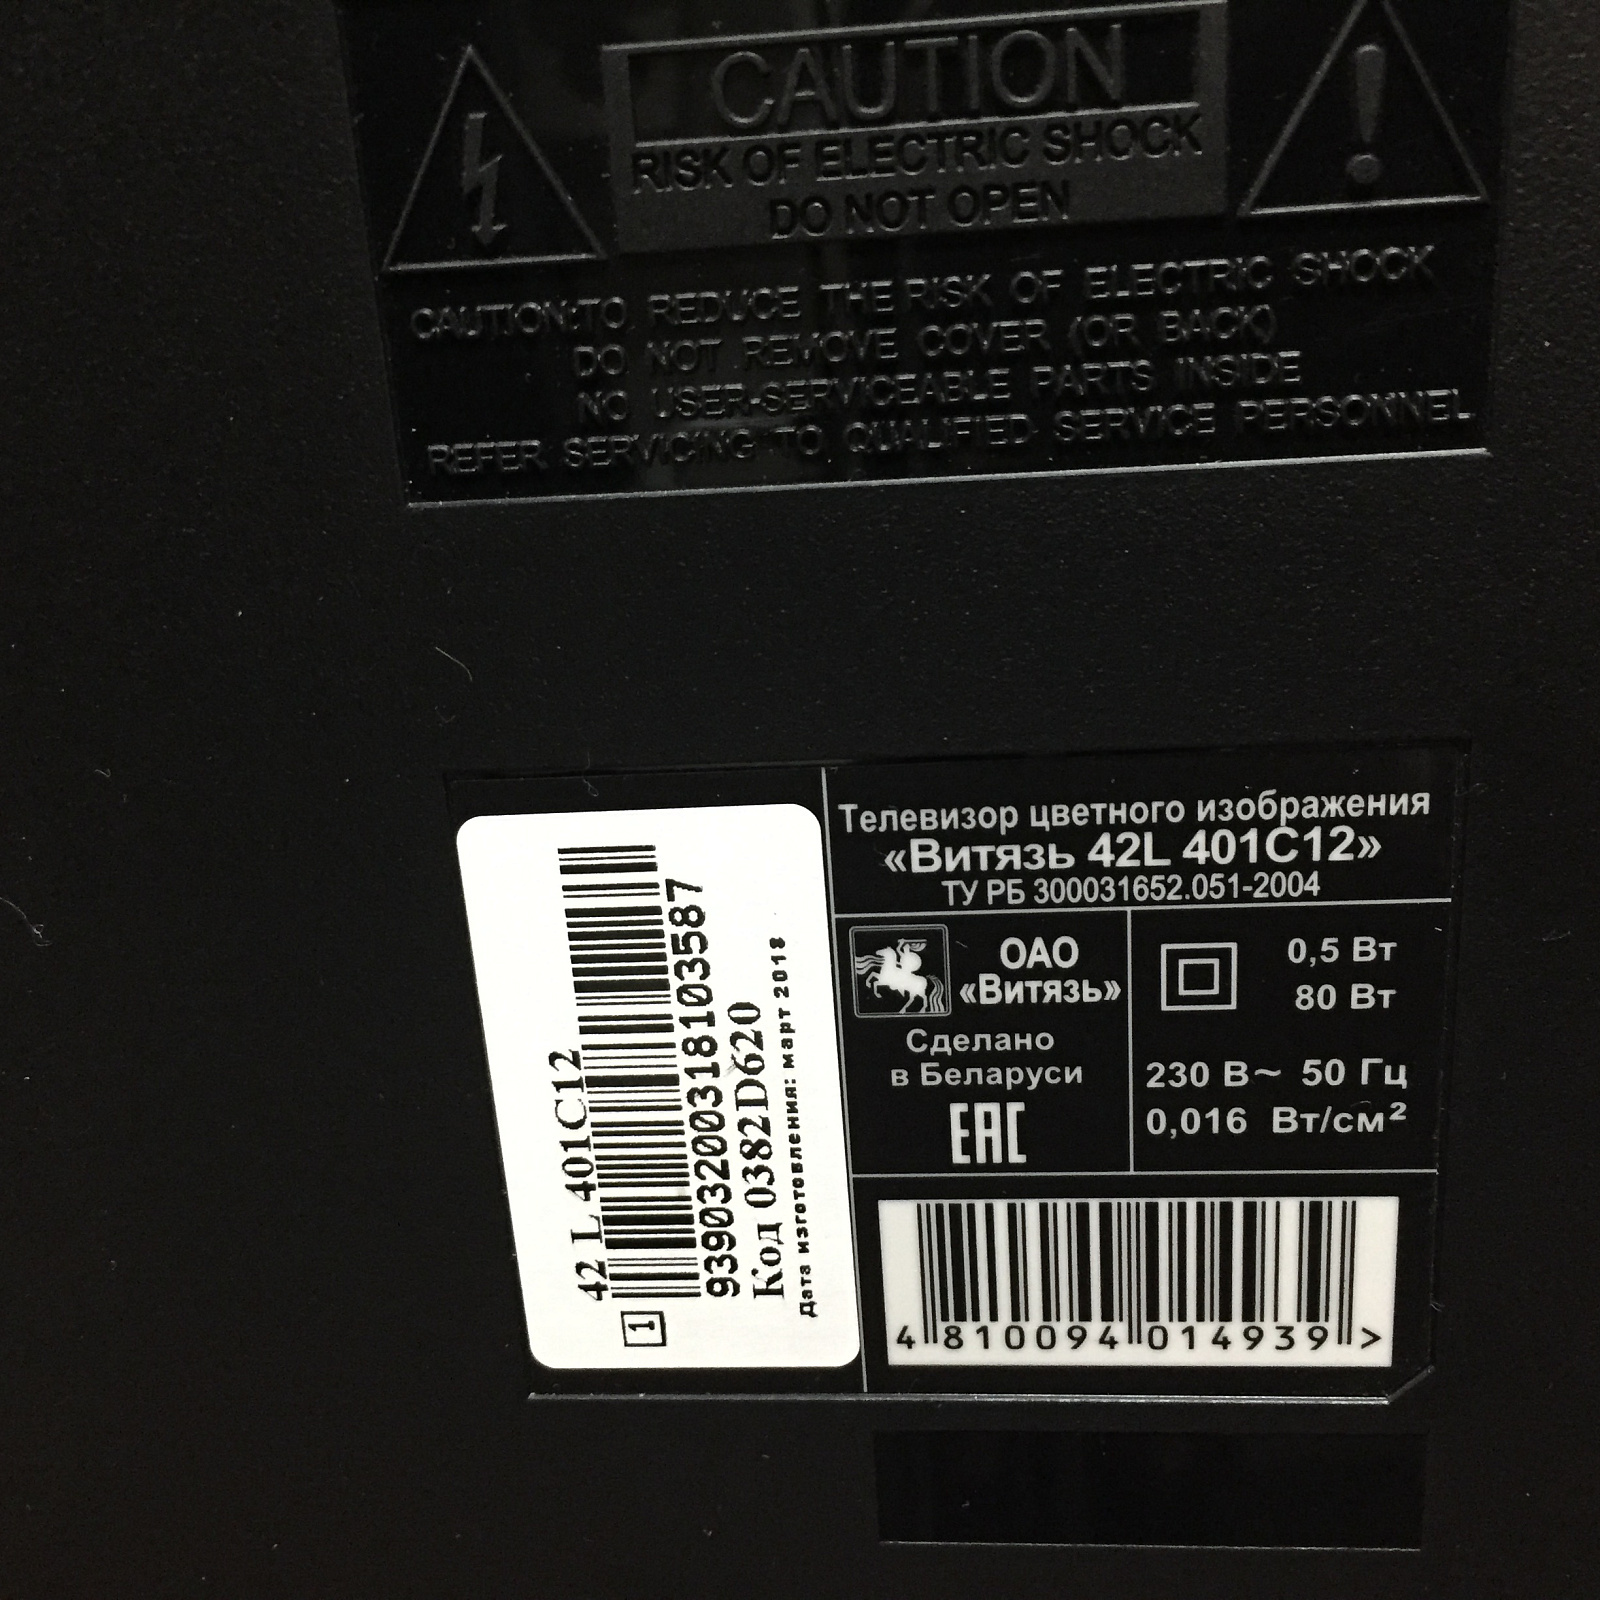 CAUTION
RISK OF ELECTRIC SHOCK
DO NOT OPEN
CAUTION:TO REDUCE THE RISK OF ELECTRIC SHOCK
DO NOT REMOVE COVER (OR BACK)
NO USER-SERVICEABLE PARTS INSIDE
REFER SERVICING TO QUALIFIED SERVICE PERSONNEL
42 L 401C12
93903200318103587
Код 0382D620
Дата изготовления: март 2018
1
Телевизор цветного изображения
«Витязь 42L 401C12»
ТУ РБ 300031652.051-2004
ОАО
«Витязь»
Сделано
в Беларуси
EAC
0,5 Вт
80 Вт
230 В~ 50 Гц
0,016 Вт/см²
4 810094 014939 >